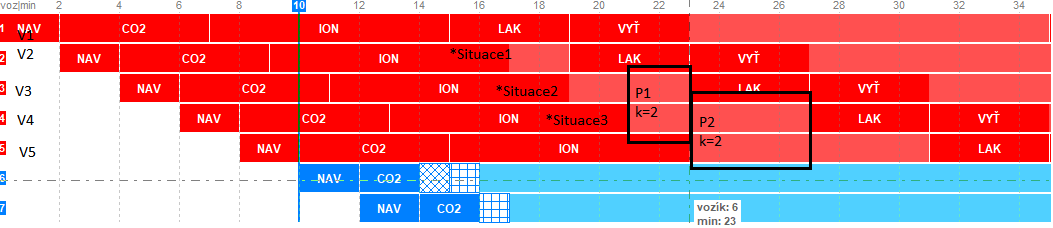 voz|min 2 4 6 8 10 12 14 16 18 20 22 24 26 28 30 32 34
1 NAV CO2 ION LAK VYŤ
V1
2 NAV CO2 ION LAK VYŤ
V2 *Situace1
3 NAV CO2 ION LAK VYŤ
V3 *Situace2 P1
k=2
4 NAV CO2 ION LAK VYŤ
V4 *Situace3 P2
k=2
5 NAV CO2 ION LAK
V5
6 NAV CO2
7 NAV CO2
vozík: 6
min: 23